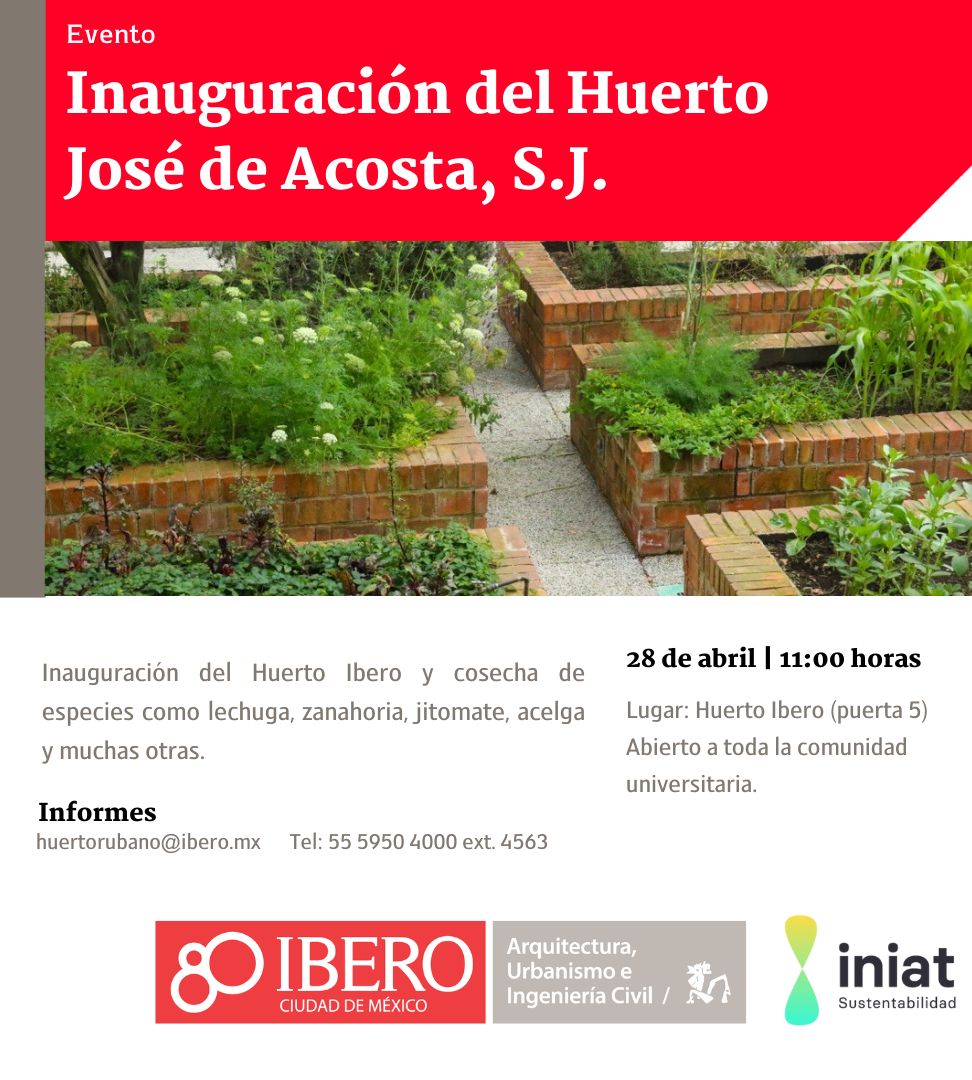 Evento
Inauguración del Huerto
José de Acosta, S.J.
Inauguración del Huerto Ibero y cosecha de
especies como lechuga, zanahoria, jitomate, acelga
y muchas otras.
28 de abril | 11:00 horas
Lugar: Huerto Ibero (puerta 5)
Abierto a toda la comunidad
universitaria.
Informes
huertorubano@ibero.mx Tel: 55 5950 4000 ext. 4563
80 IBERO
CIUDAD DE MÉXICO
Arquitectura,
Urbanismo e
Ingeniería Civil /
iniat
Sustentabilidad